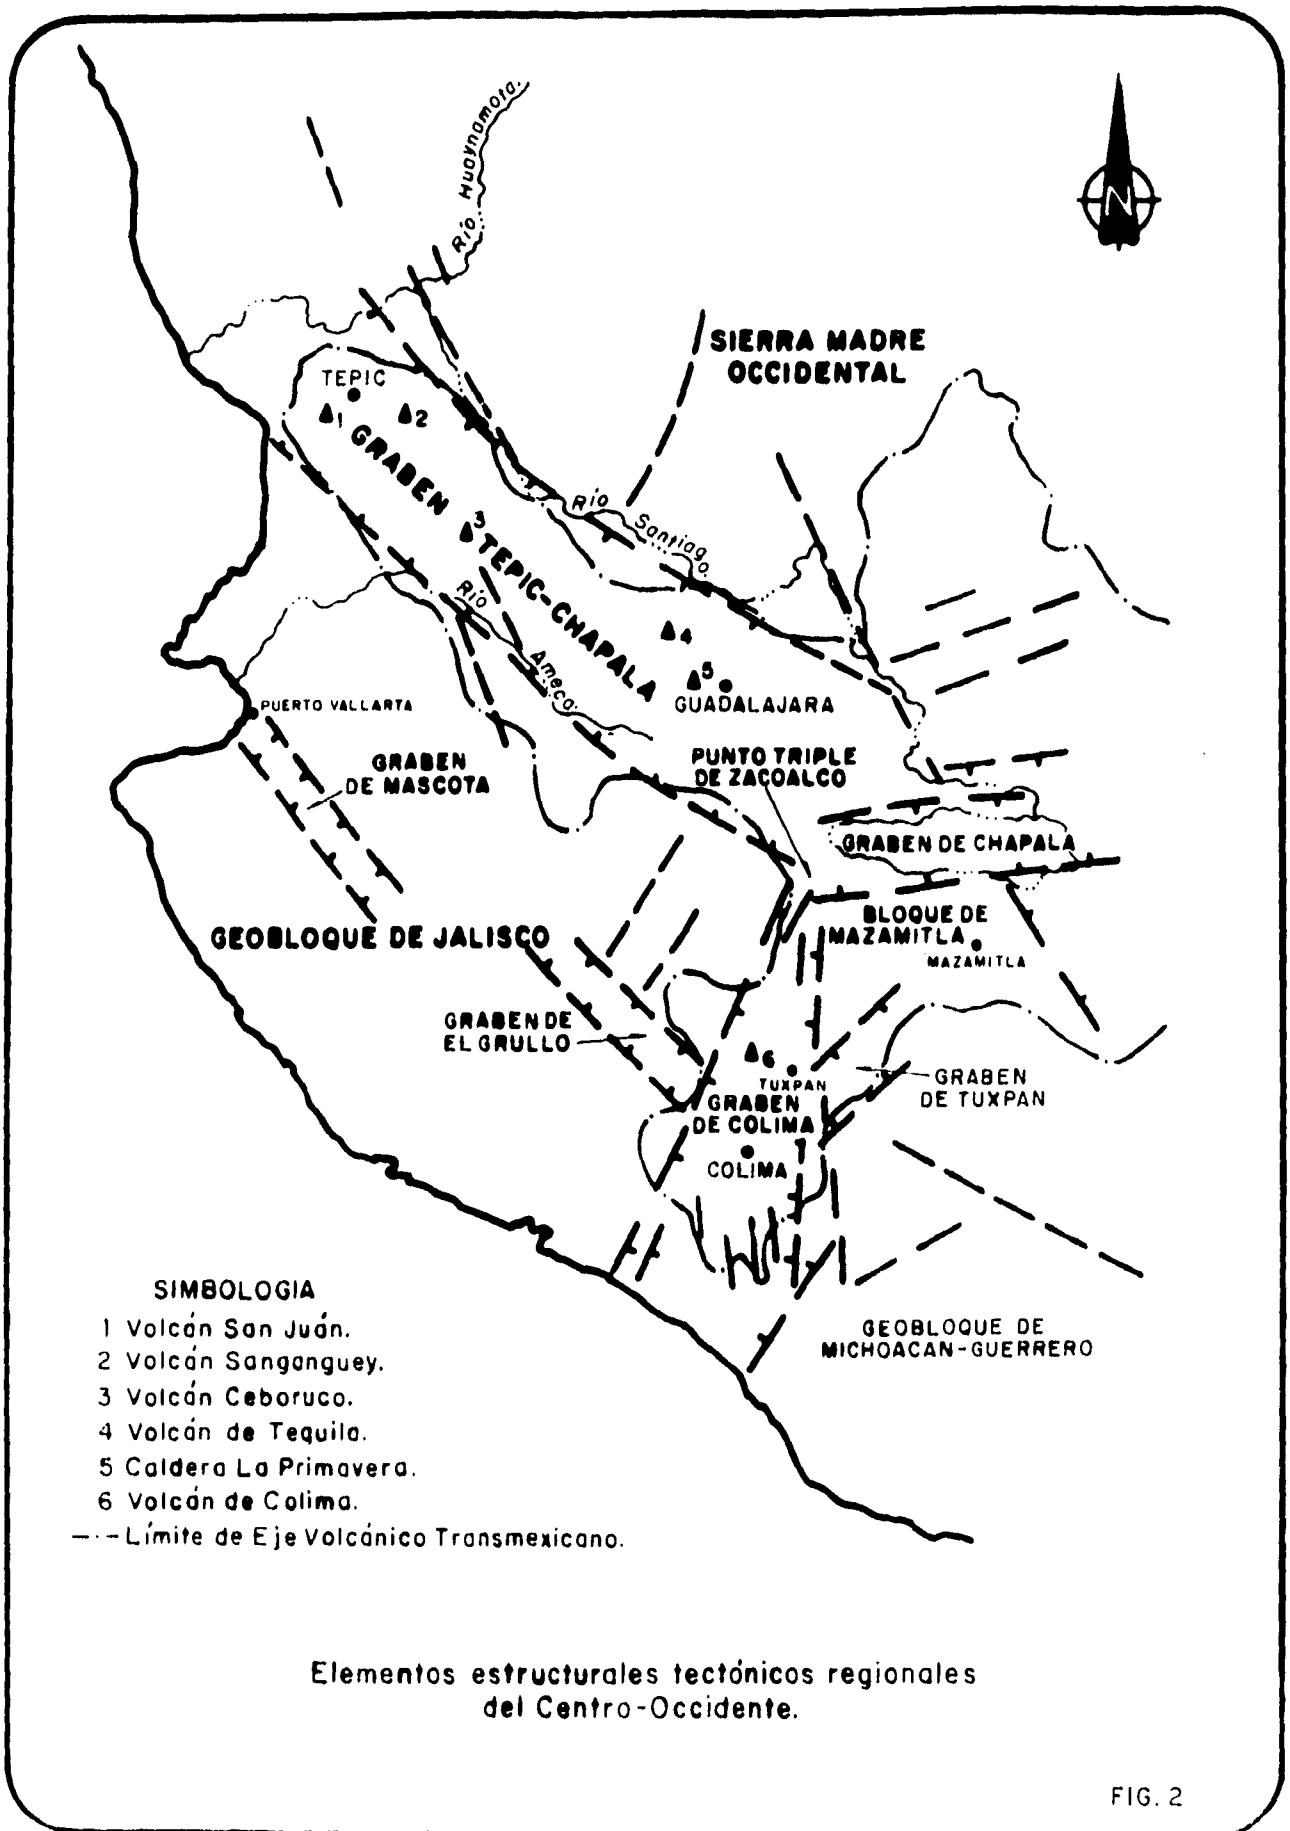 Río Huaynamota.
N
SIERRA MADRE
OCCIDENTAL
TEPIC
1
2
GRABEN TEPIC-CHAPALA
3
Río Santiago.
Río Ameca.
4
5
GUADALAJARA
PUERTO VALLARTA
GRABEN
DE MASCOTA
PUNTO TRIPLE
DE ZACOALCO
GRABEN DE CHAPALA
BLOQUE DE
MAZAMITLA
MAZAMITLA
GEOBLOQUE DE JALISCO
GRABEN DE
EL GRULLO
6
TUXPAN
GRABEN
DE TUXPAN
GRABEN
DE COLIMA
COLIMA
GEOBLOQUE DE
MICHOACAN-GUERRERO
SIMBOLOGIA
1 Volcán San Juán.
2 Volcán Sanganguey.
3 Volcán Ceboruco.
4 Volcán de Tequila.
5 Caldera La Primavera.
6 Volcán de Colima.
—··— Límite de Eje Volcánico Transmexicano.
Elementos estructurales tectónicos regionales
del Centro-Occidente.
FIG. 2